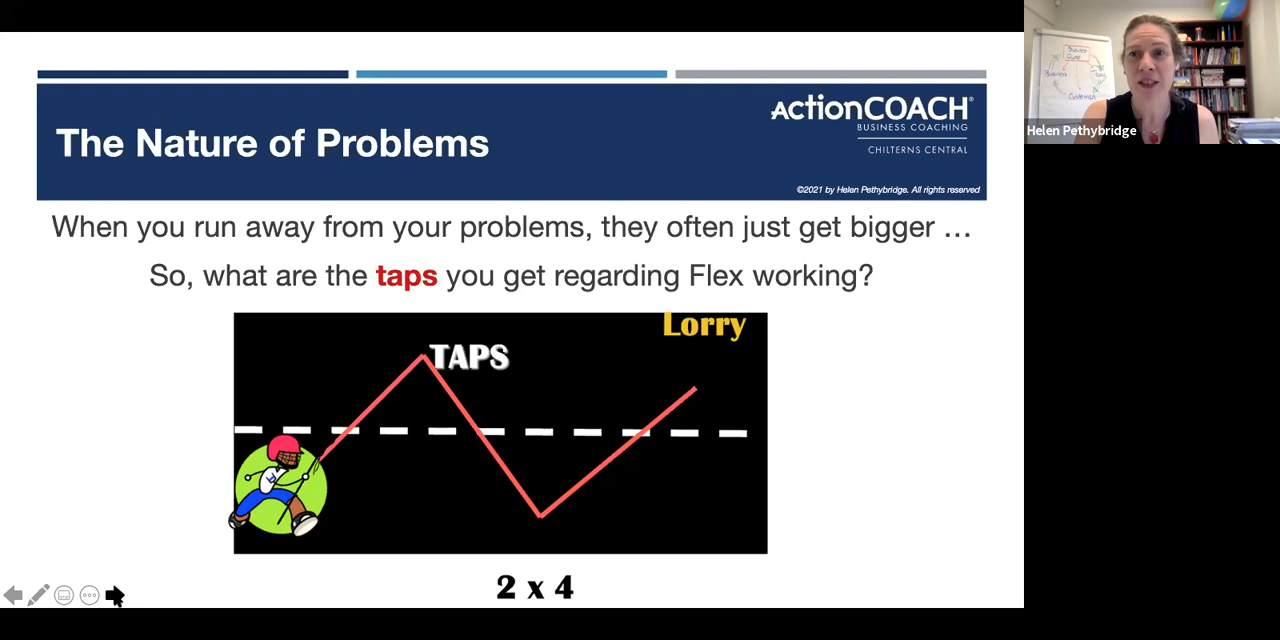 The Nature of Problems
ActionCOACH®
BUSINESS COACHING
CHILTERNS CENTRAL
©2021 by Helen Pethybridge. All rights reserved
When you run away from your problems, they often just get bigger …
So, what are the taps you get regarding Flex working?
Lorry
TAPS
2 x 4
Helen Pethybridge